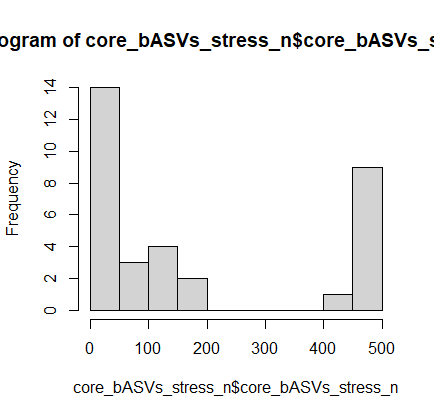 ogram of core_bASVs_stress_n$core_bASVs_s
Frequency
0 2 4 6 8 10 12 14
0 100 200 300 400 500
core_bASVs_stress_n$core_bASVs_stress_n